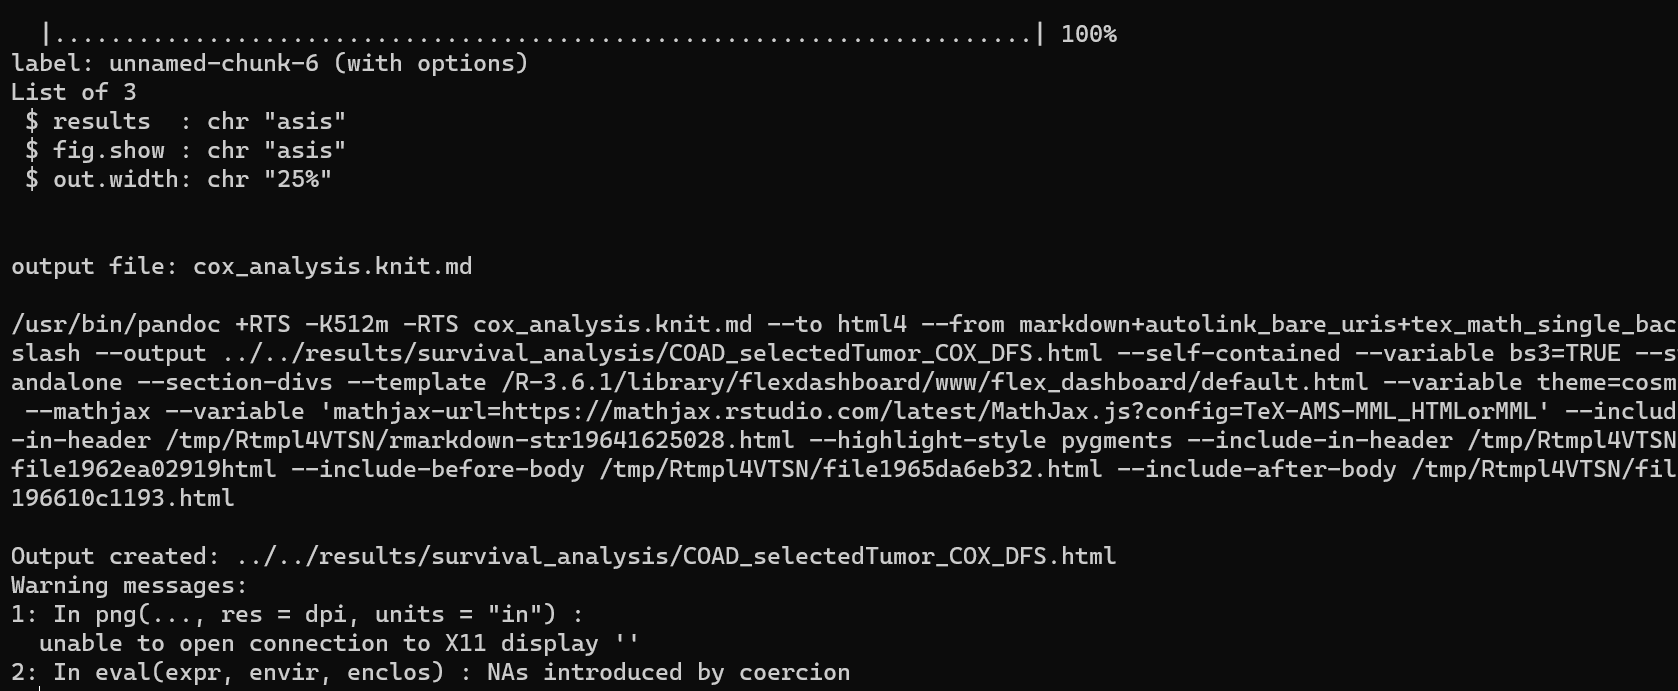 |.......................................................................| 100%
label: unnamed-chunk-6 (with options)
List of 3
 $ results  : chr "asis"
 $ fig.show : chr "asis"
 $ out.width: chr "25%"
output file: cox_analysis.knit.md
/usr/bin/pandoc +RTS -K512m -RTS cox_analysis.knit.md --to html4 --from markdown+autolink_bare_uris+tex_math_single_bac
slash --output ../../results/survival_analysis/COAD_selectedTumor_COX_DFS.html --self-contained --variable bs3=TRUE --s
andalone --section-divs --template /R-3.6.1/library/flexdashboard/www/flex_dashboard/default.html --variable theme=cosm
 --mathjax --variable 'mathjax-url=https://mathjax.rstudio.com/latest/MathJax.js?config=TeX-AMS-MML_HTMLorMML' --includ
-in-header /tmp/Rtmpl4VTSN/rmarkdown-str19641625028.html --highlight-style pygments --include-in-header /tmp/Rtmpl4VTSN
file1962ea02919html --include-before-body /tmp/Rtmpl4VTSN/file1965da6eb32.html --include-after-body /tmp/Rtmpl4VTSN/fil
196610c1193.html
Output created: ../../results/survival_analysis/COAD_selectedTumor_COX_DFS.html
Warning messages:
1: In png(..., res = dpi, units = "in") :
  unable to open connection to X11 display ''
2: In eval(expr, envir, enclos) : NAs introduced by coercion